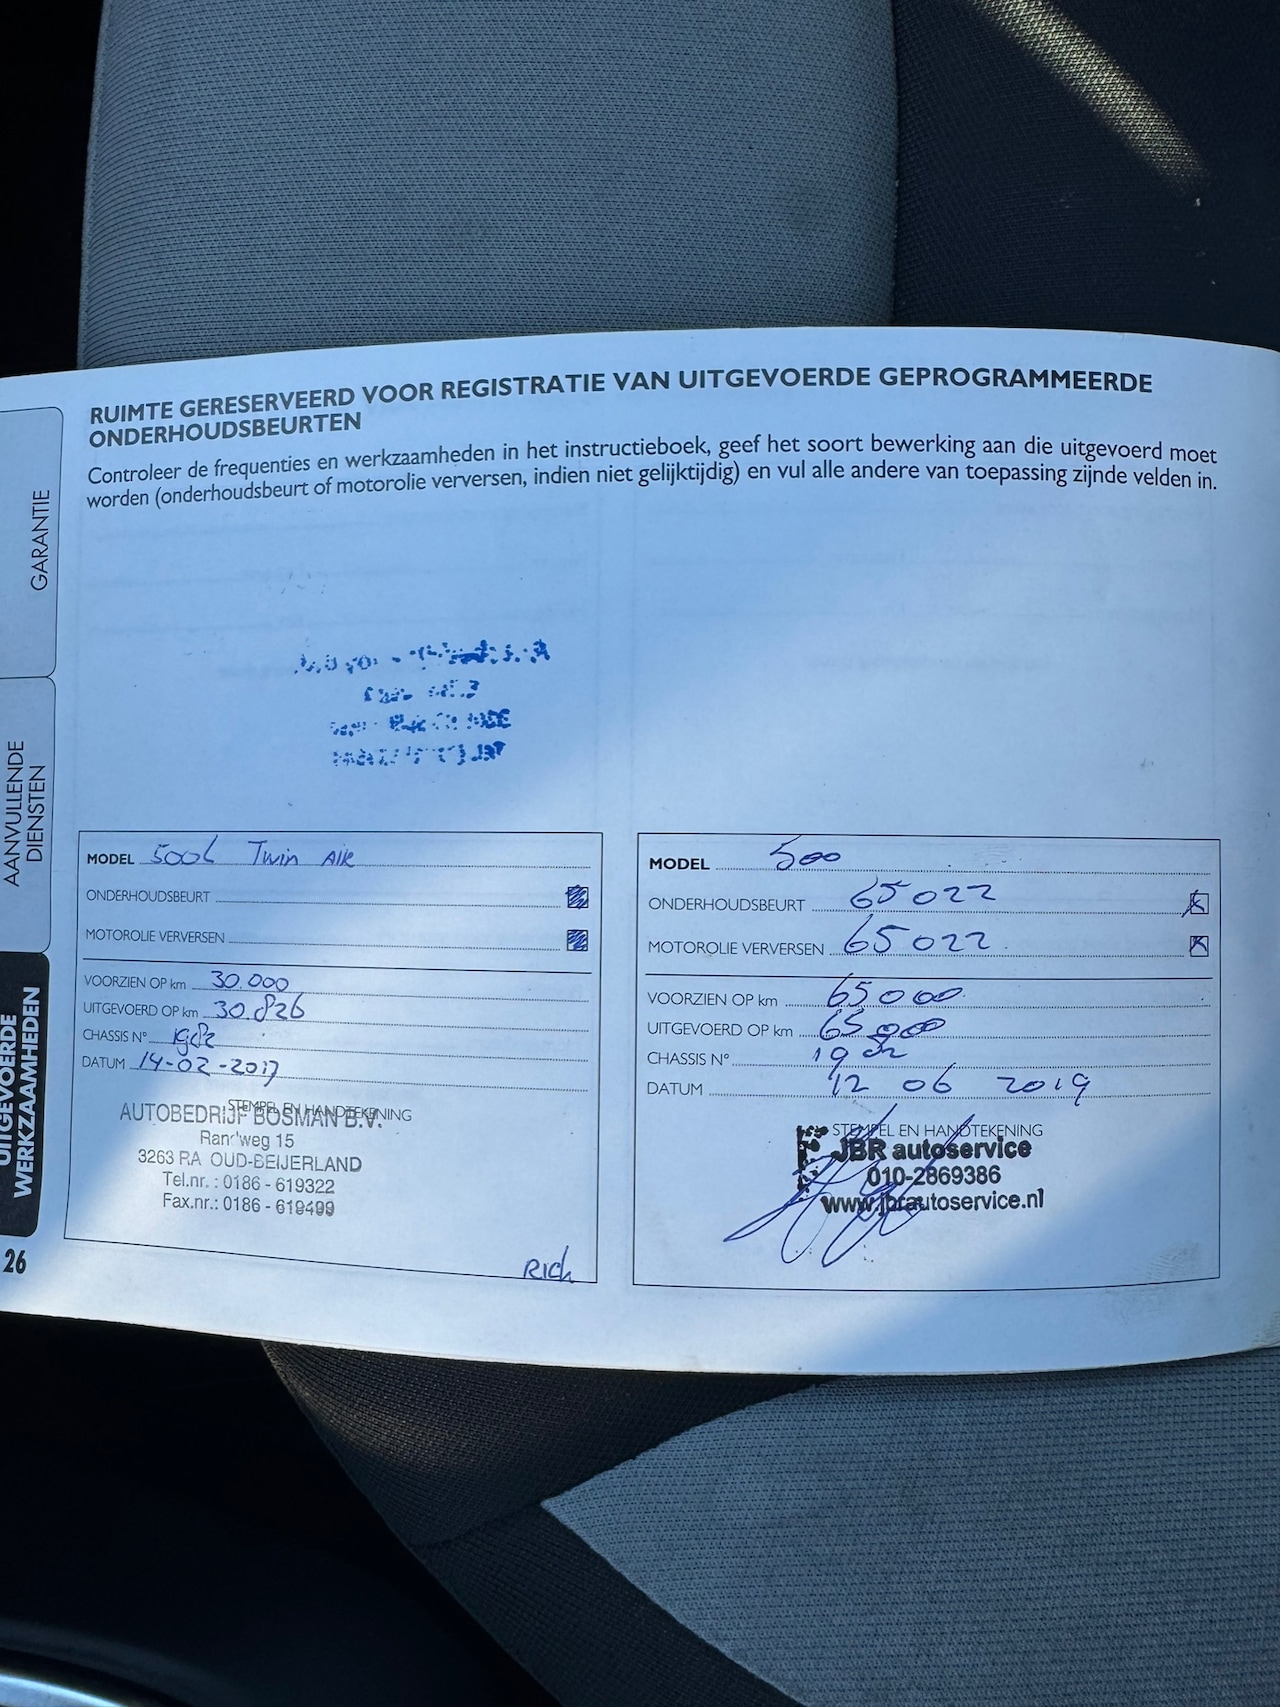 RUIMTE GERESERVEERD VOOR REGISTRATIE VAN UITGEVOERDE GEPROGRAMMEERDE
ONDERHOUDSBEURTEN
Controleer de frequenties en werkzaamheden in het instructieboek, geef het soort bewerking aan die uitgevoerd moet
worden (onderhoudsbeurt of motorolie verversen, indien niet gelijktijdig) en vul alle andere van toepassing zijnde velden in.
GARANTIE
AANVULLENDE
DIENSTEN
UITGEVOERDE
WERKZAAMHEDEN
26
MODEL 500L Twin Air
ONDERHOUDSBEURT
MOTOROLIE VERVERSEN
VOORZIEN OP km 30.000
UITGEVOERD OP km 30.826
CHASSIS N°
DATUM 14-02-2017
STEMPEL EN HANDTEKENING
AUTOBEDRIJF BOSMAN B.V.
Rand'weg 15
3263 RA OUD-BEIJERLAND
Tel.nr. : 0186 - 619322
Fax.nr.: 0186 - 619499
Rich
MODEL 500
ONDERHOUDSBEURT 65022
MOTOROLIE VERVERSEN 65022
VOORZIEN OP km 65000
UITGEVOERD OP km 65000
CHASSIS N°
DATUM 12 06 2019
STEMPEL EN HANDTEKENING
JBR autoservice
010-2869386
www.jbrautoservice.nl